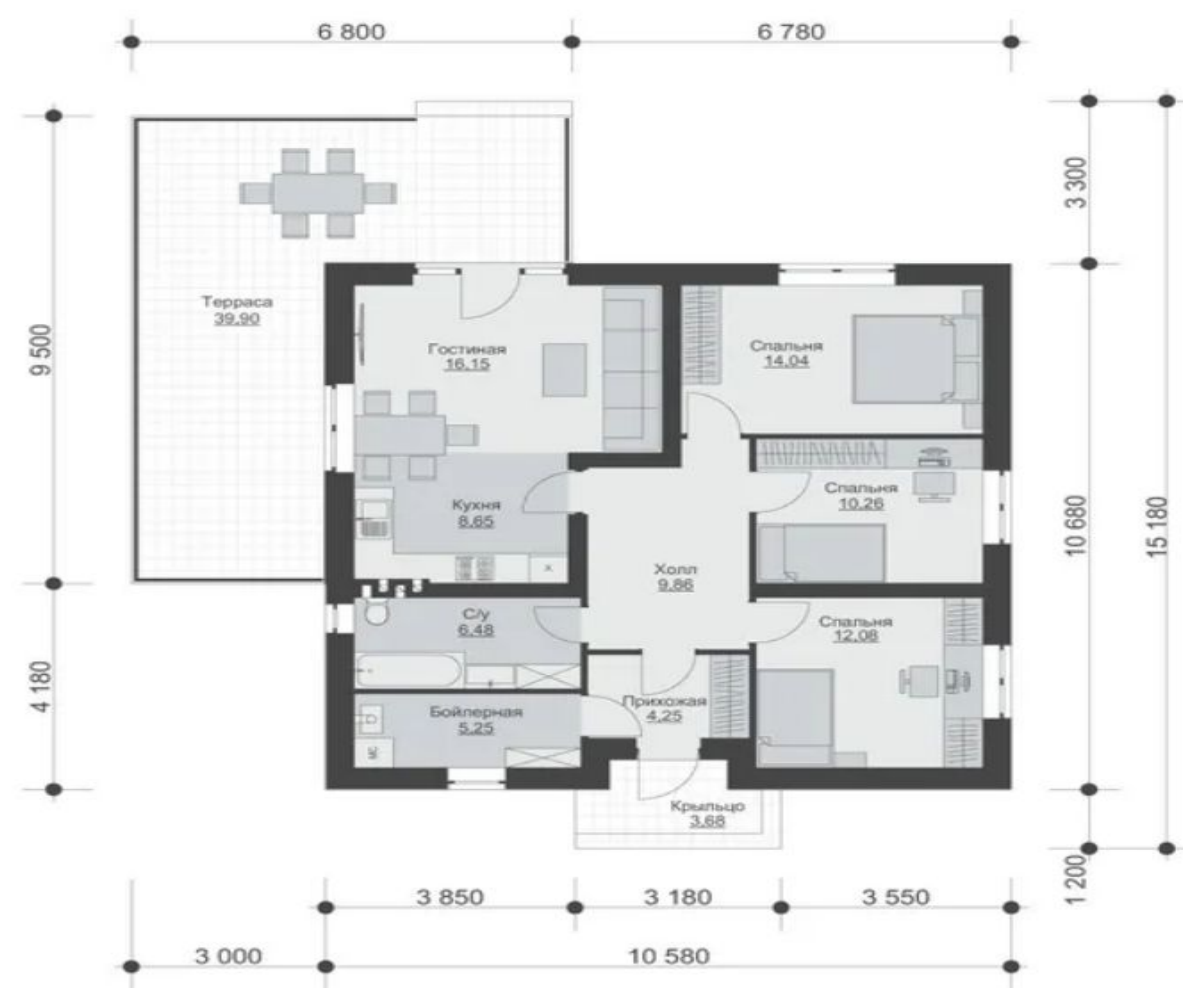 6 800
6 780
3 300
9 500
Терраса
39,90
Гостиная
16,15
Спальня
14,04
Кухня
8,65
Спальня
10,26
10 680
15 180
Холл
9,86
С/у
6,48
Спальня
12,08
4 180
Бойлерная
5,25
Прихожая
4,25
МС
X
Крыльцо
3,68
1 200
3 850
3 180
3 550
3 000
10 580